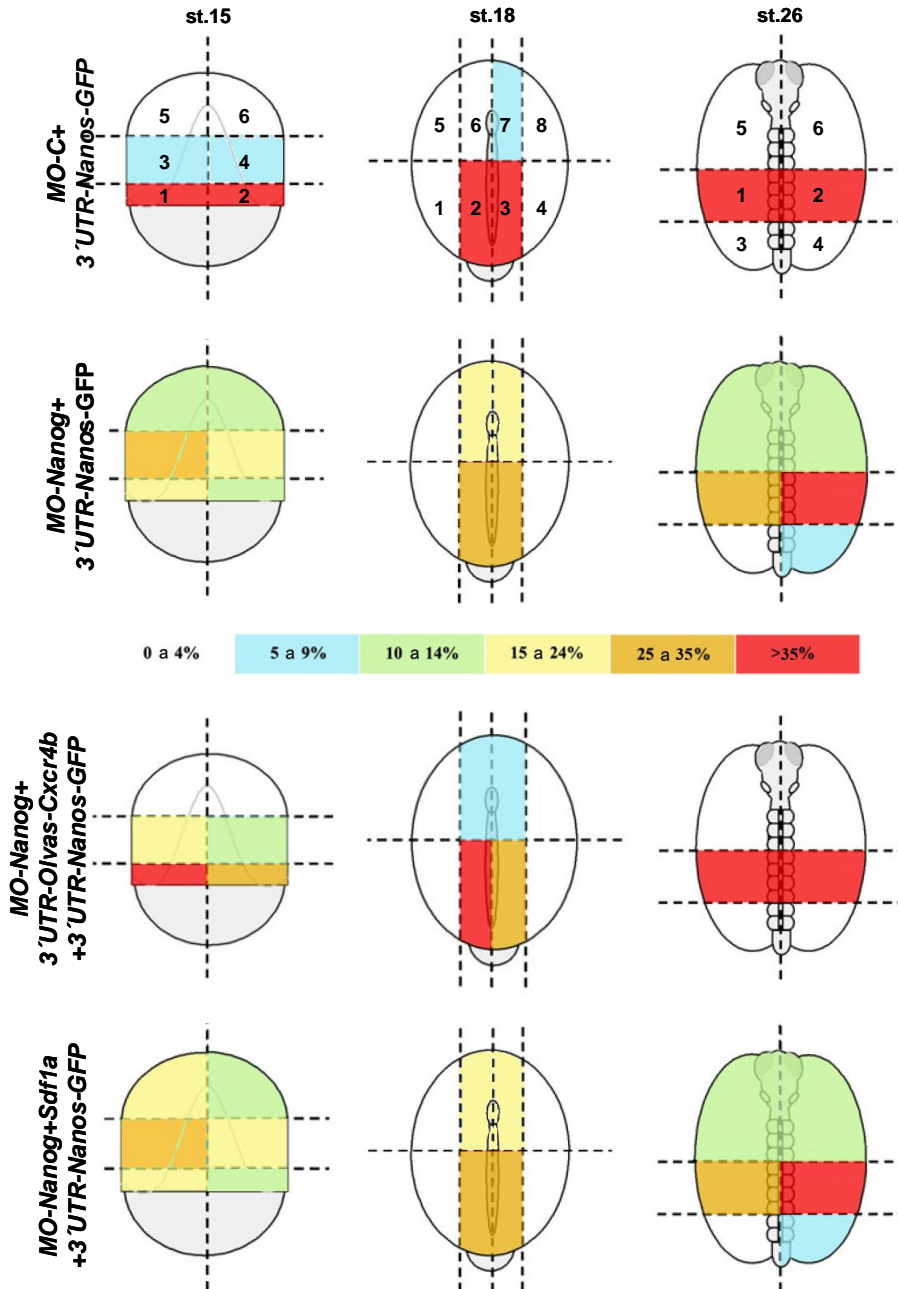 st.15 st.18 st.26
MO-C+
3´UTR-Nanos-GFP
5 6
3 4
1 2
5 6 7 8
1 2 3 4
5 6
1 2
3 4
MO-Nanog+
3´UTR-Nanos-GFP
0 a 4% 5 a 9% 10 a 14% 15 a 24% 25 a 35% >35%
MO-Nanog+
3´UTR-Olvas-Cxcr4b
+3´UTR-Nanos-GFP
MO-Nanog+Sdf1a
+3´UTR-Nanos-GFP